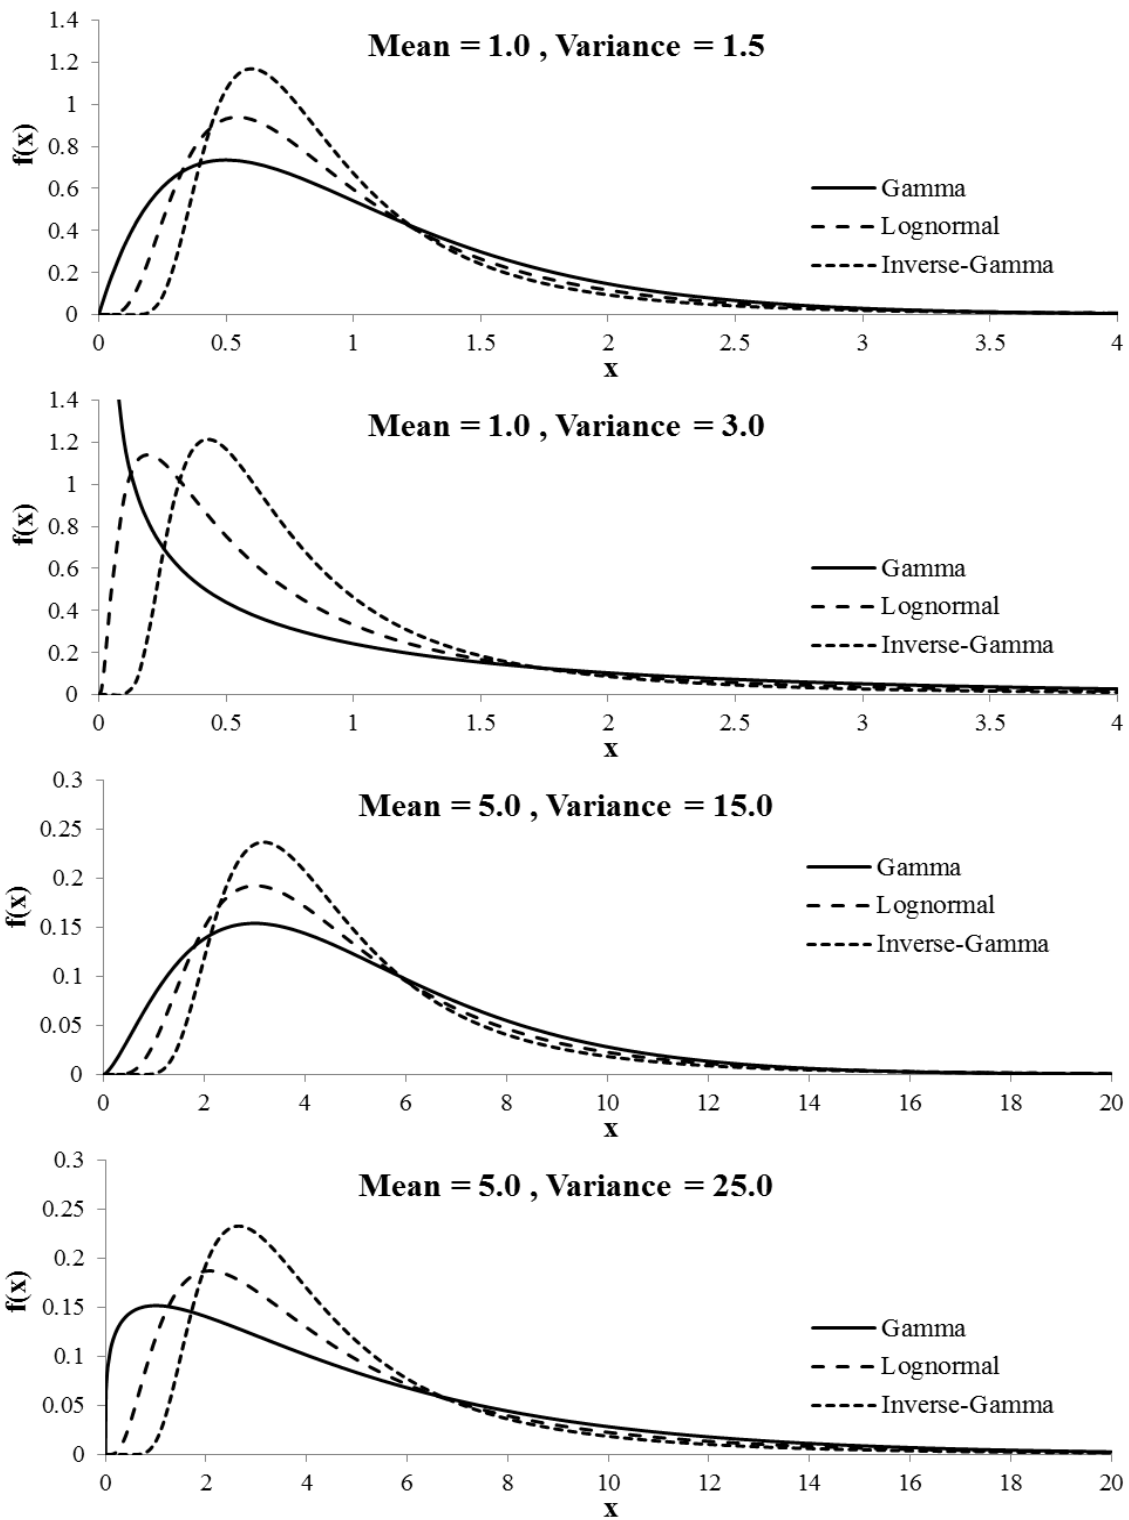 Mean = 1.0 , Variance = 1.5
f(x)
1.4
1.2
1
0.8
0.6
0.4
0.2
0
0 0.5 1 1.5 2 2.5 3 3.5 4
x
Gamma
Lognormal
Inverse-Gamma
Mean = 1.0 , Variance = 3.0
f(x)
1.4
1.2
1
0.8
0.6
0.4
0.2
0
0 0.5 1 1.5 2 2.5 3 3.5 4
x
Gamma
Lognormal
Inverse-Gamma
Mean = 5.0 , Variance = 15.0
f(x)
0.3
0.25
0.2
0.15
0.1
0.05
0
0 2 4 6 8 10 12 14 16 18 20
x
Gamma
Lognormal
Inverse-Gamma
Mean = 5.0 , Variance = 25.0
f(x)
0.3
0.25
0.2
0.15
0.1
0.05
0
0 2 4 6 8 10 12 14 16 18 20
x
Gamma
Lognormal
Inverse-Gamma